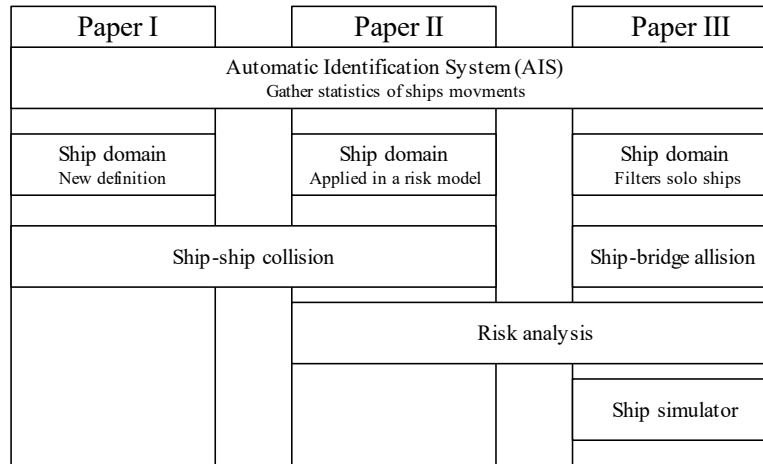 Paper I
Paper II
Paper III
Automatic Identification System (AIS)
Gather statistics of ships movments
Ship domain
New definition
Ship domain
Applied in a risk model
Ship domain
Filters solo ships
Ship-ship collision
Ship-bridge allision
Risk analysis
Ship simulator